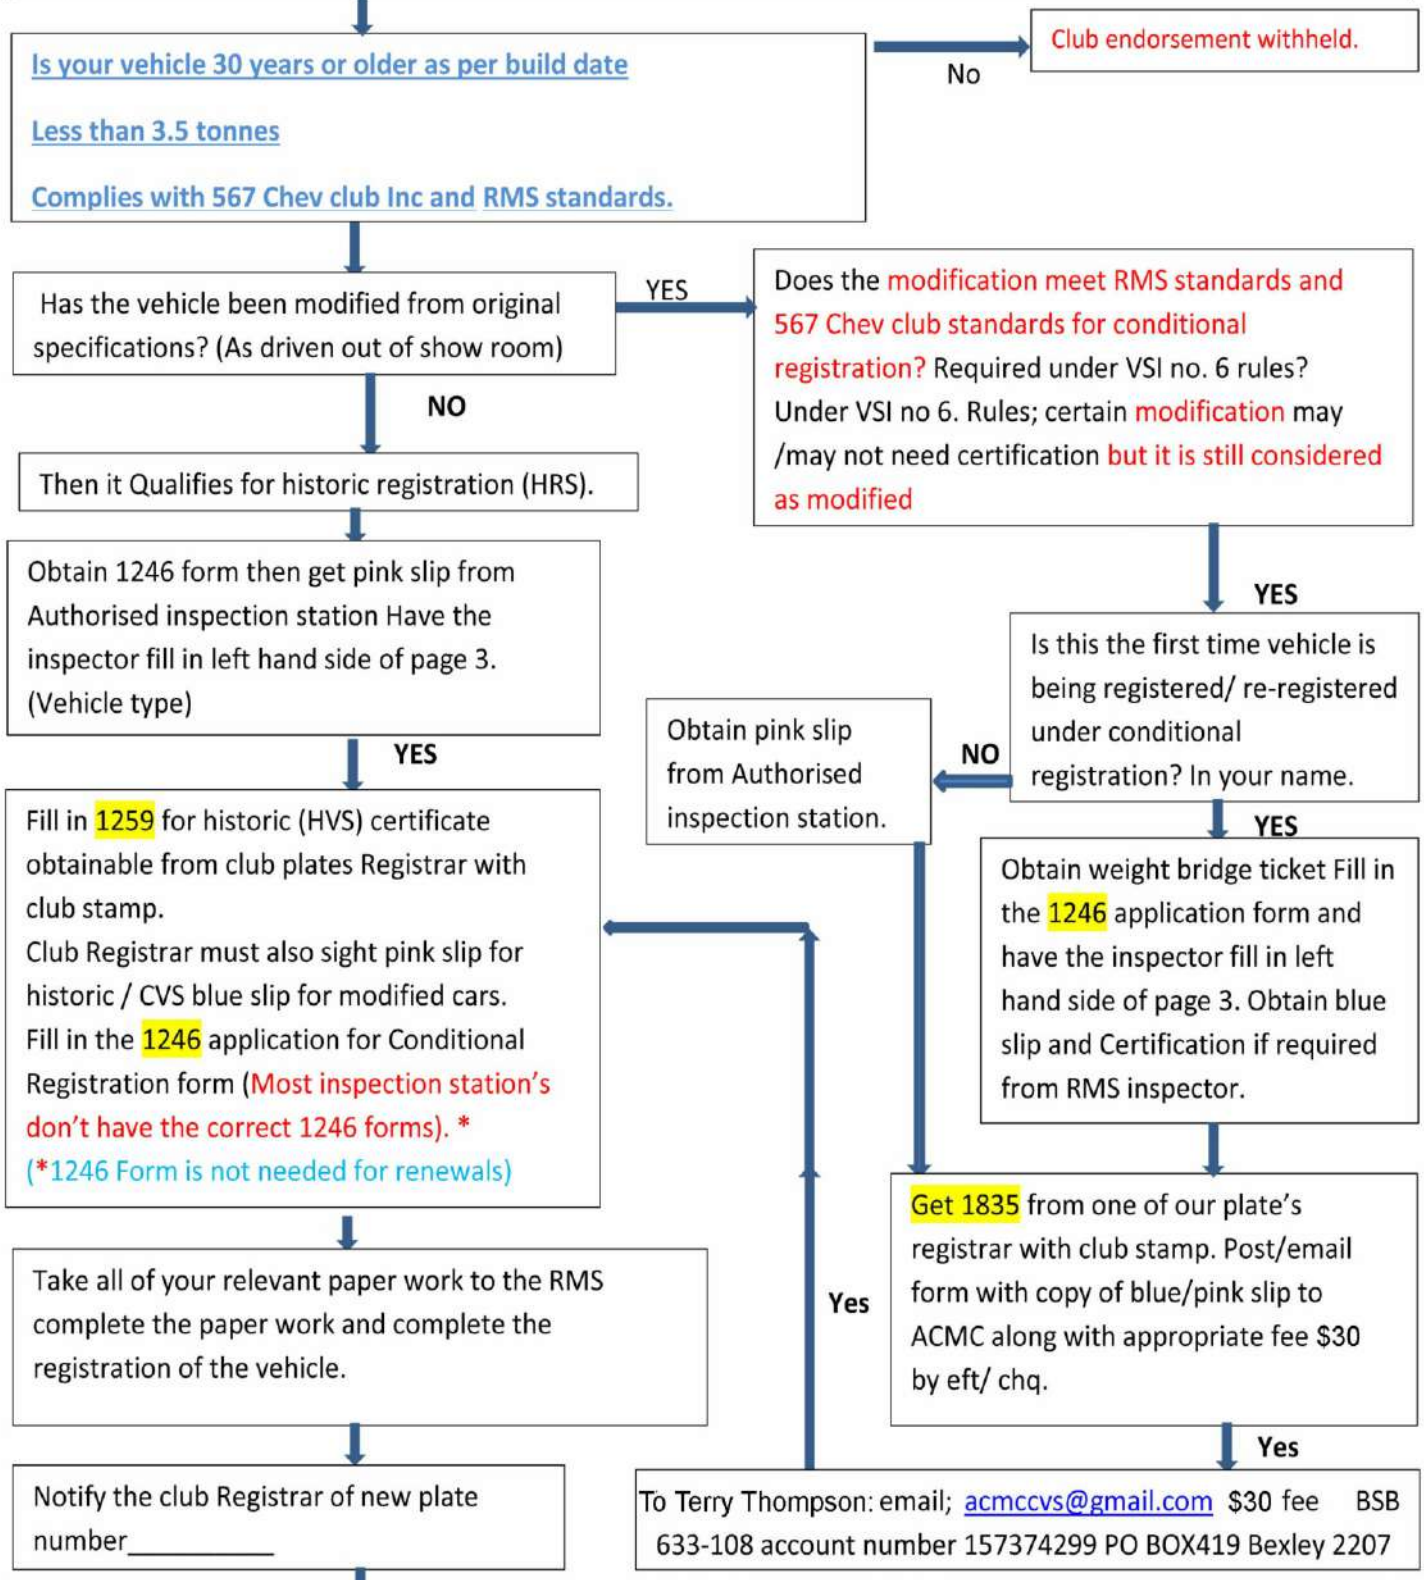 Is your vehicle 30 years or older as per build date
Less than 3.5 tonnes
Complies with 567 Chev club Inc and RMS standards.
No
Club endorsement withheld.
Has the vehicle been modified from original
specifications? (As driven out of show room)
YES
NO
Does the modification meet RMS standards and
567 Chev club standards for conditional
registration? Required under VSI no. 6 rules?
Under VSI no 6. Rules; certain modification may
/may not need certification but it is still considered
as modified
Then it Qualifies for historic registration (HRS).
Obtain 1246 form then get pink slip from
Authorised inspection station Have the
inspector fill in left hand side of page 3.
(Vehicle type)
YES
YES
Is this the first time vehicle is
being registered/ re-registered
under conditional
registration? In your name.
NO
Obtain pink slip
from Authorised
inspection station.
YES
Obtain weight bridge ticket Fill in
the 1246 application form and
have the inspector fill in left
hand side of page 3. Obtain blue
slip and Certification if required
from RMS inspector.
Fill in 1259 for historic (HVS) certificate
obtainable from club plates Registrar with
club stamp.
Club Registrar must also sight pink slip for
historic / CVS blue slip for modified cars.
Fill in the 1246 application for Conditional
Registration form (Most inspection station's
don't have the correct 1246 forms). *
(*1246 Form is not needed for renewals)
Get 1835 from one of our plate's
registrar with club stamp. Post/email
form with copy of blue/pink slip to
ACMC along with appropriate fee $30
by eft/ chq.
Yes
Yes
Take all of your relevant paper work to the RMS
complete the paper work and complete the
registration of the vehicle.
Notify the club Registrar of new plate
number___________
To Terry Thompson: email; acmccvs@gmail.com $30 fee BSB
633-108 account number 157374299 PO BOX419 Bexley 2207